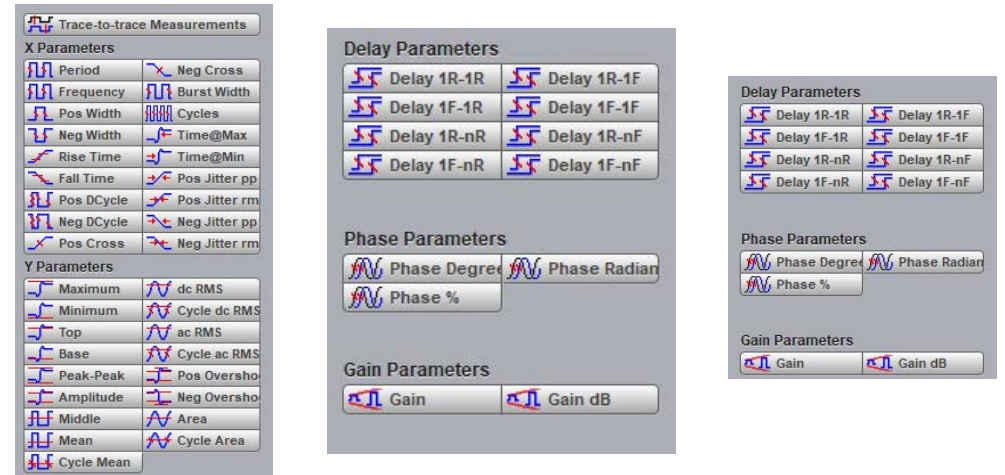 Trace-to-trace Measurements
X Parameters
Period Neg Cross
Frequency Burst Width
Pos Width Cycles
Neg Width Time@Max
Rise Time Time@Min
Fall Time Pos Jitter pp
Pos DCycle Pos Jitter rm
Neg DCycle Neg Jitter pp
Pos Cross Neg Jitter rm
Y Parameters
Maximum dc RMS
Minimum Cycle dc RMS
Top ac RMS
Base Cycle ac RMS
Peak-Peak Pos Oversho
Amplitude Neg Oversho
Middle Area
Mean Cycle Area
Cycle Mean
Delay Parameters
Delay 1R-1R Delay 1R-1F
Delay 1F-1R Delay 1F-1F
Delay 1R-nR Delay 1R-nF
Delay 1F-nR Delay 1F-nF
Phase Parameters
Phase Degree Phase Radian
Phase %
Gain Parameters
Gain Gain dB
Delay Parameters
Delay 1R-1R Delay 1R-1F
Delay 1F-1R Delay 1F-1F
Delay 1R-nR Delay 1R-nF
Delay 1F-nR Delay 1F-nF
Phase Parameters
Phase Degree Phase Radian
Phase %
Gain Parameters
Gain Gain dB